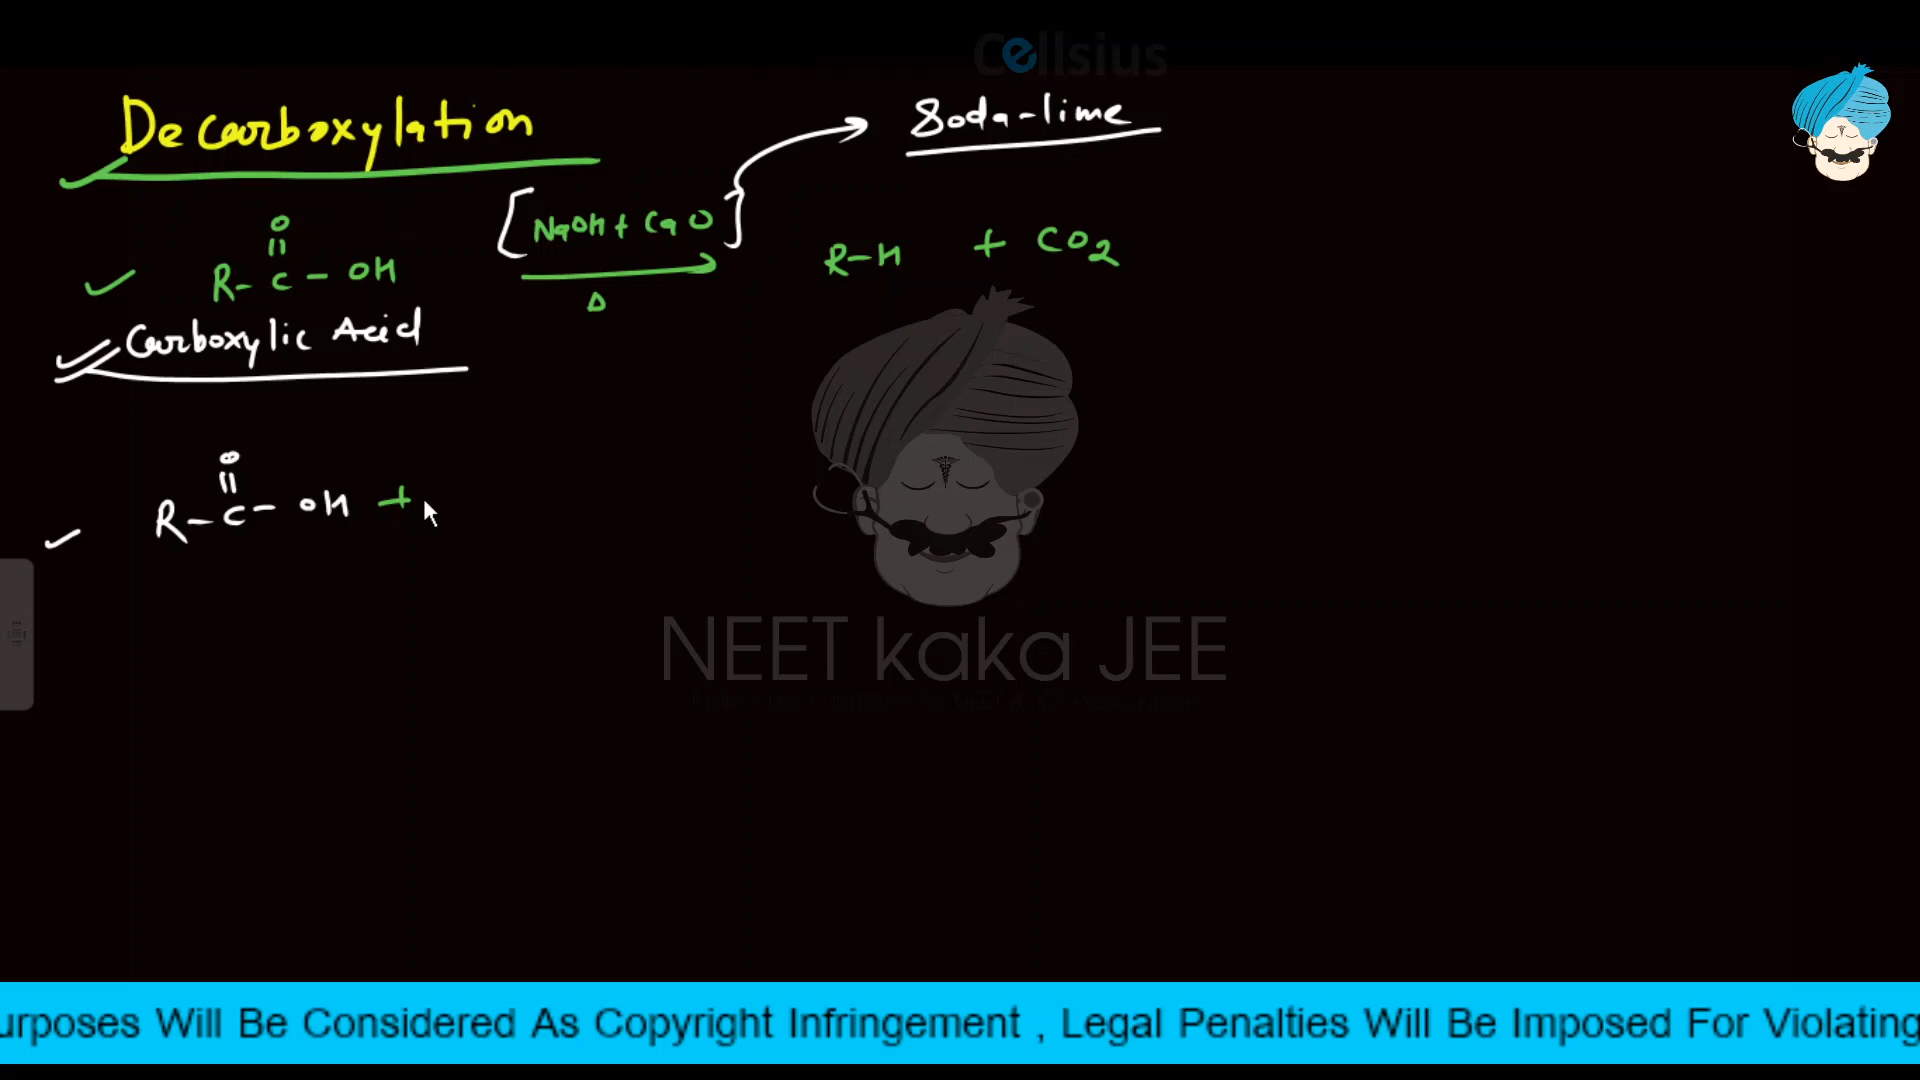 Cellsius
Decarboxylation
Soda-lime
[NaOH + CaO]
O
||
R-C-OH
Δ
R-H + CO2
Carboxylic Acid
O
||
R-C-OH +
NEET kaka JEE
urposes Will Be Considered As Copyright Infringement , Legal Penalties Will Be Imposed For Violating